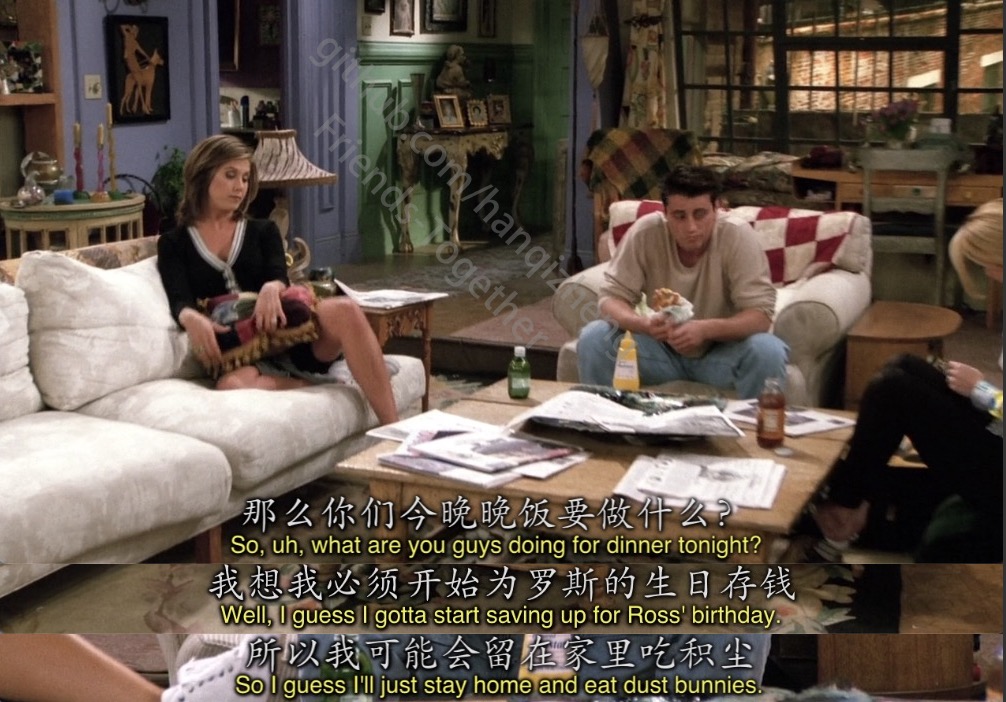 github.com/hanqizhe
Friends Together
那么你们今晚晚饭要做什么？
So, uh, what are you guys doing for dinner tonight?
我想我必须开始为罗斯的生日存钱
Well, I guess I gotta start saving up for Ross' birthday.
所以我可能会留在家里吃积尘
So I guess I'll just stay home and eat dust bunnies.